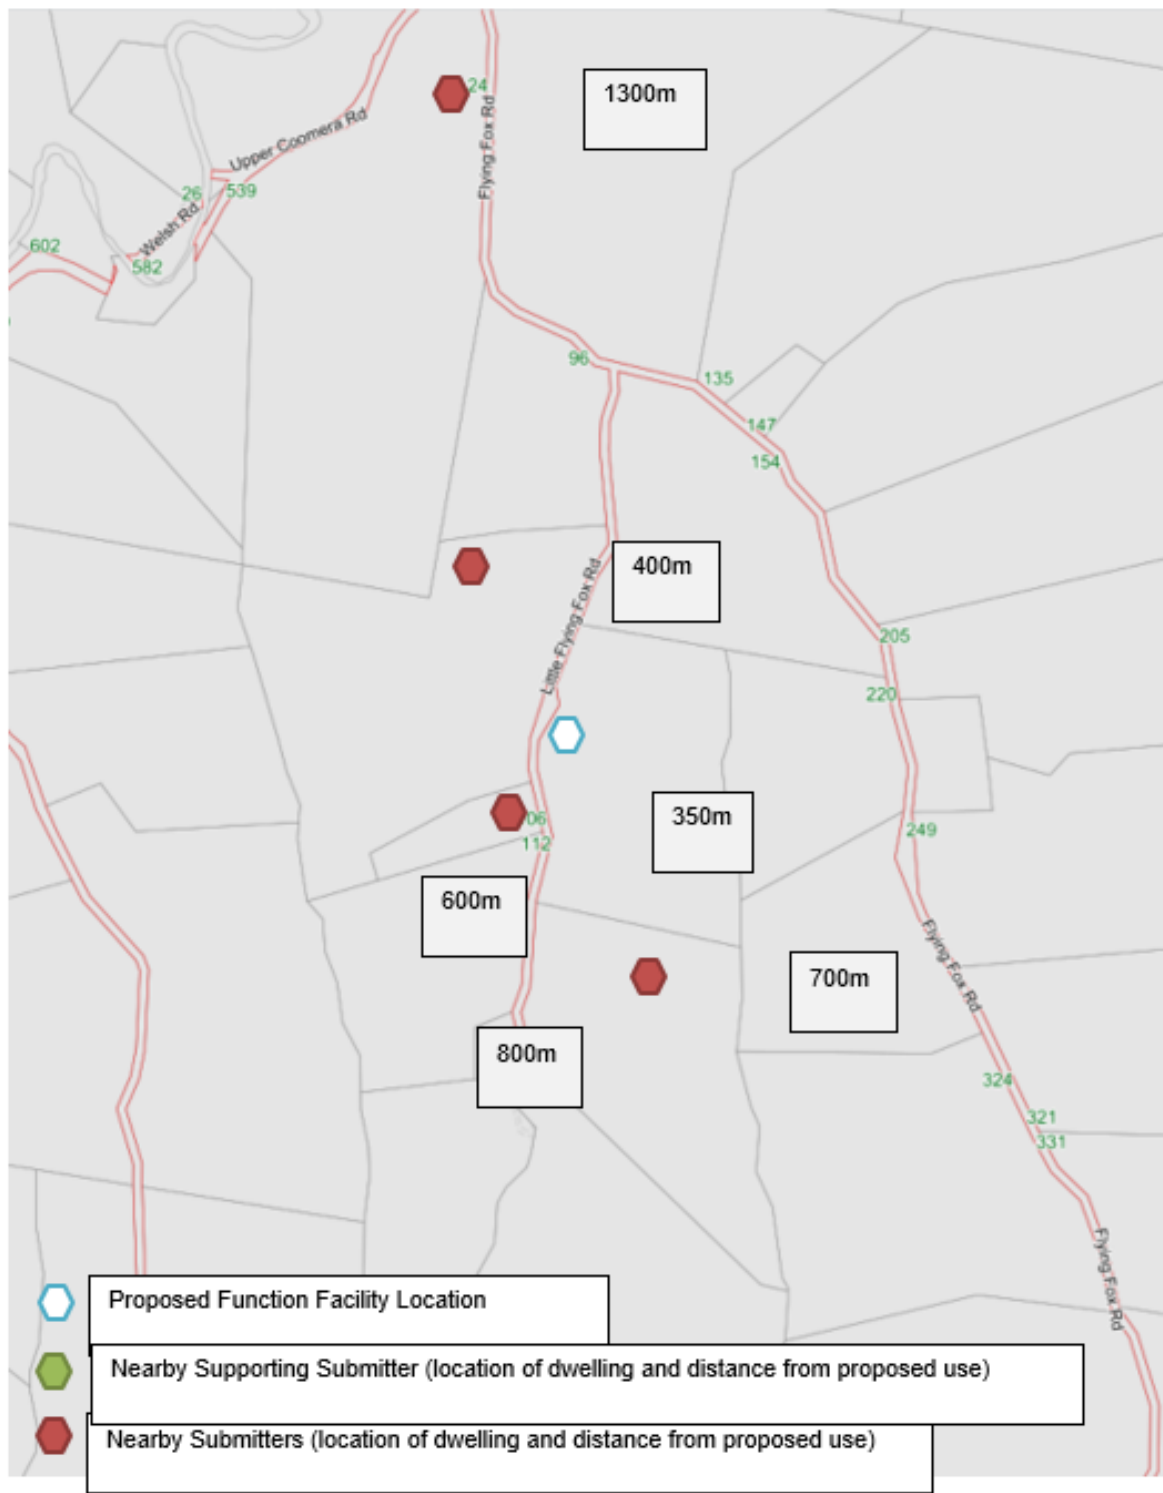 24
1300m
Upper Coomera Rd
Flying Fox Rd
26
539
Welsh Rd
602
582
96
135
147
154
400m
Little Flying Fox Rd
205
220
350m
06
112
249
600m
Flying Fox Rd
700m
800m
324
321
331
Flying Fox Rd
Proposed Function Facility Location
Nearby Supporting Submitter (location of dwelling and distance from proposed use)
Nearby Submitters (location of dwelling and distance from proposed use)